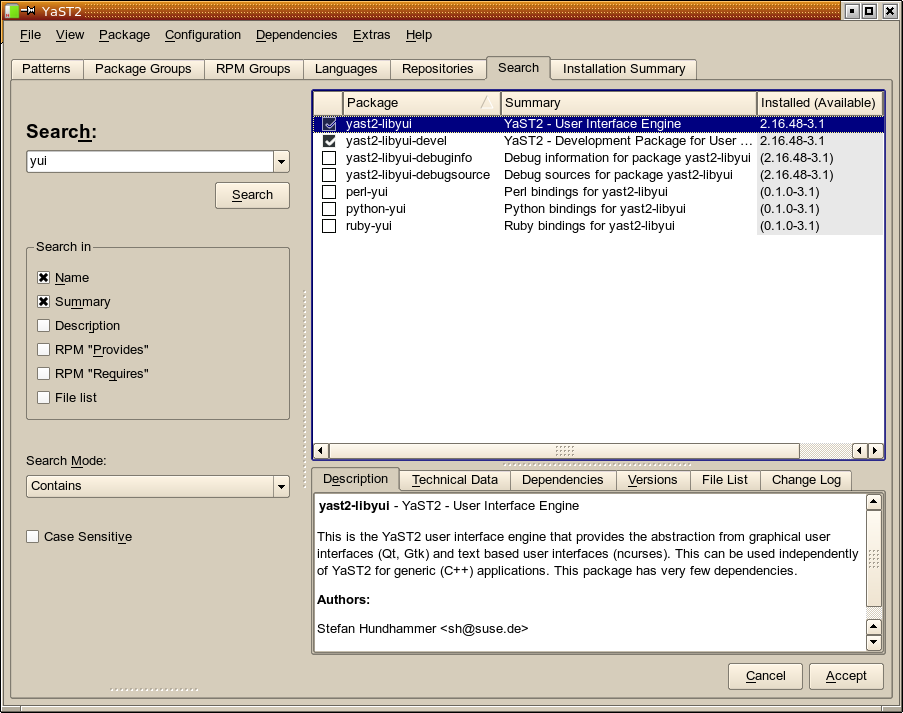 YaST2
File View Package Configuration Dependencies Extras Help
Patterns Package Groups RPM Groups Languages Repositories Search Installation Summary
Search:
yui
Search
Search in
Name
Summary
Description
RPM "Provides"
RPM "Requires"
File list
Search Mode:
Contains
Case Sensitive
Package Summary Installed (Available)
yast2-libyui YaST2 - User Interface Engine 2.16.48-3.1
yast2-libyui-devel YaST2 - Development Package for User ... 2.16.48-3.1
yast2-libyui-debuginfo Debug information for package yast2-libyui (2.16.48-3.1)
yast2-libyui-debugsource Debug sources for package yast2-libyui (2.16.48-3.1)
perl-yui Perl bindings for yast2-libyui (0.1.0-3.1)
python-yui Python bindings for yast2-libyui (0.1.0-3.1)
ruby-yui Ruby bindings for yast2-libyui (0.1.0-3.1)
Description Technical Data Dependencies Versions File List Change Log
yast2-libyui - YaST2 - User Interface Engine
This is the YaST2 user interface engine that provides the abstraction from graphical user
interfaces (Qt, Gtk) and text based user interfaces (ncurses). This can be used independently
of YaST2 for generic (C++) applications. This package has very few dependencies.
Authors:
Stefan Hundhammer <sh@suse.de>
Cancel Accept